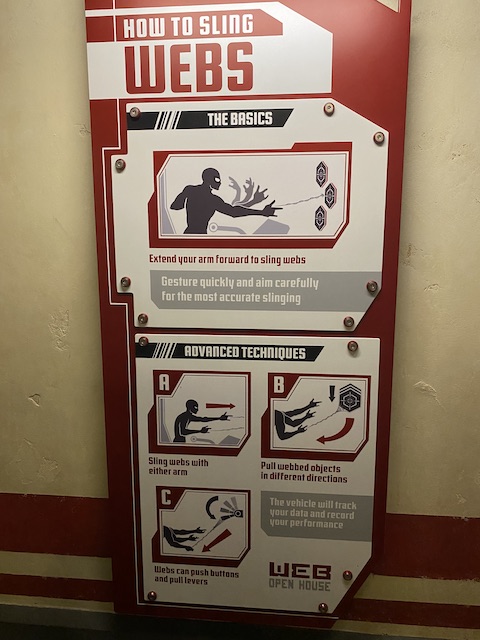 HOW TO SLING
WEBS
THE BASICS
Extend your arm forward to sling webs
Gesture quickly and aim carefully
for the most accurate slinging
ADVANCED TECHNIQUES
A
B
Sling webs with
either arm
Pull webbed objects
in different directions
C
The vehicle will track
your data and record
your performance
Webs can push buttons
and pull levers
WEB
OPEN HOUSE